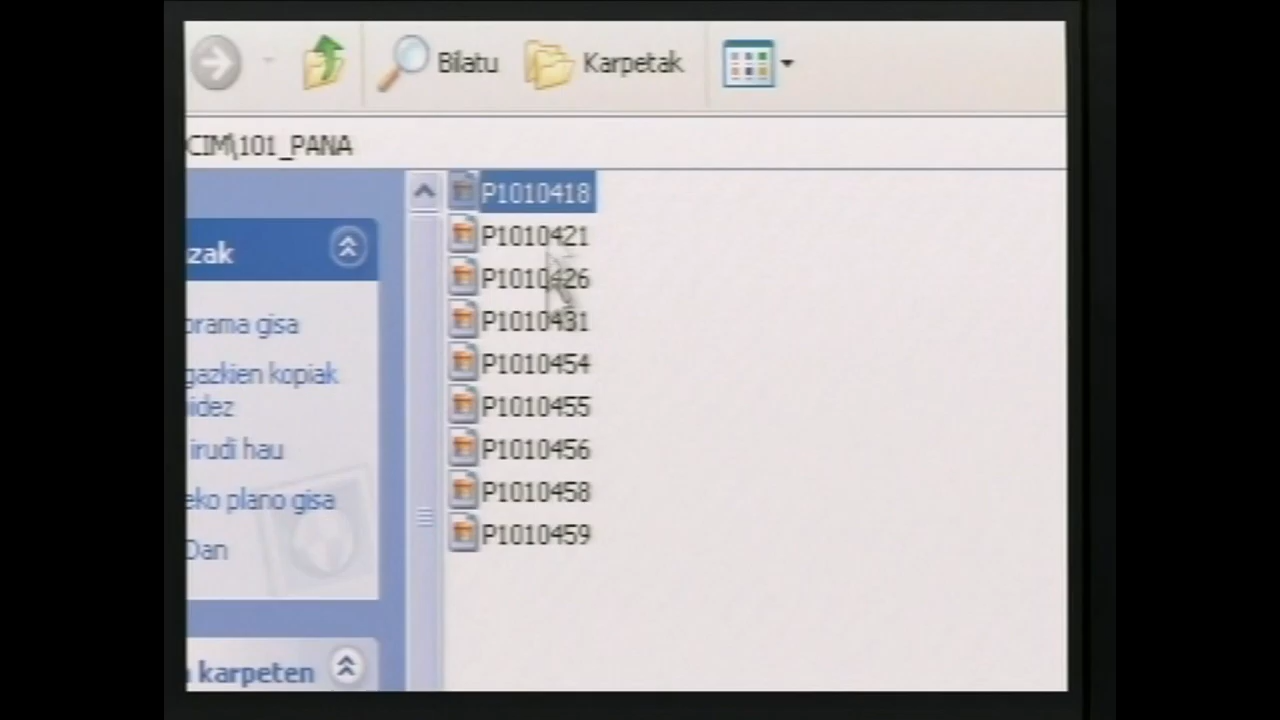 Bilatu Karpetak
CIM\101_PANA
zak
orama gisa
gazkien kopiak
idez
irudi hau
eko plano gisa
Dan
karpeten
P1010418
P1010421
P1010426
P1010431
P1010454
P1010455
P1010456
P1010458
P1010459